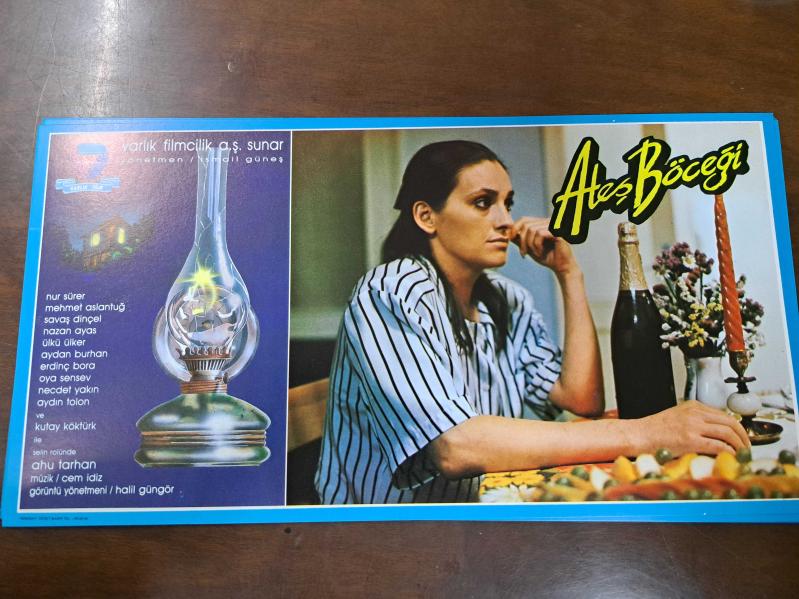 varlık filmcilik a.ş. sunar
yönetmen / ismail güneş
nur sürer
mehmet aslantuğ
savaş dinçel
nazan ayas
ülkü ülker
aydan burhan
erdinç bora
oya sensev
necdet yakın
aydın tolon
ve
kutay köktürk
ile
selin rolünde
ahu tarhan
müzik / cem idiz
görüntü yönetmeni / halil güngör
Ateş Böceği